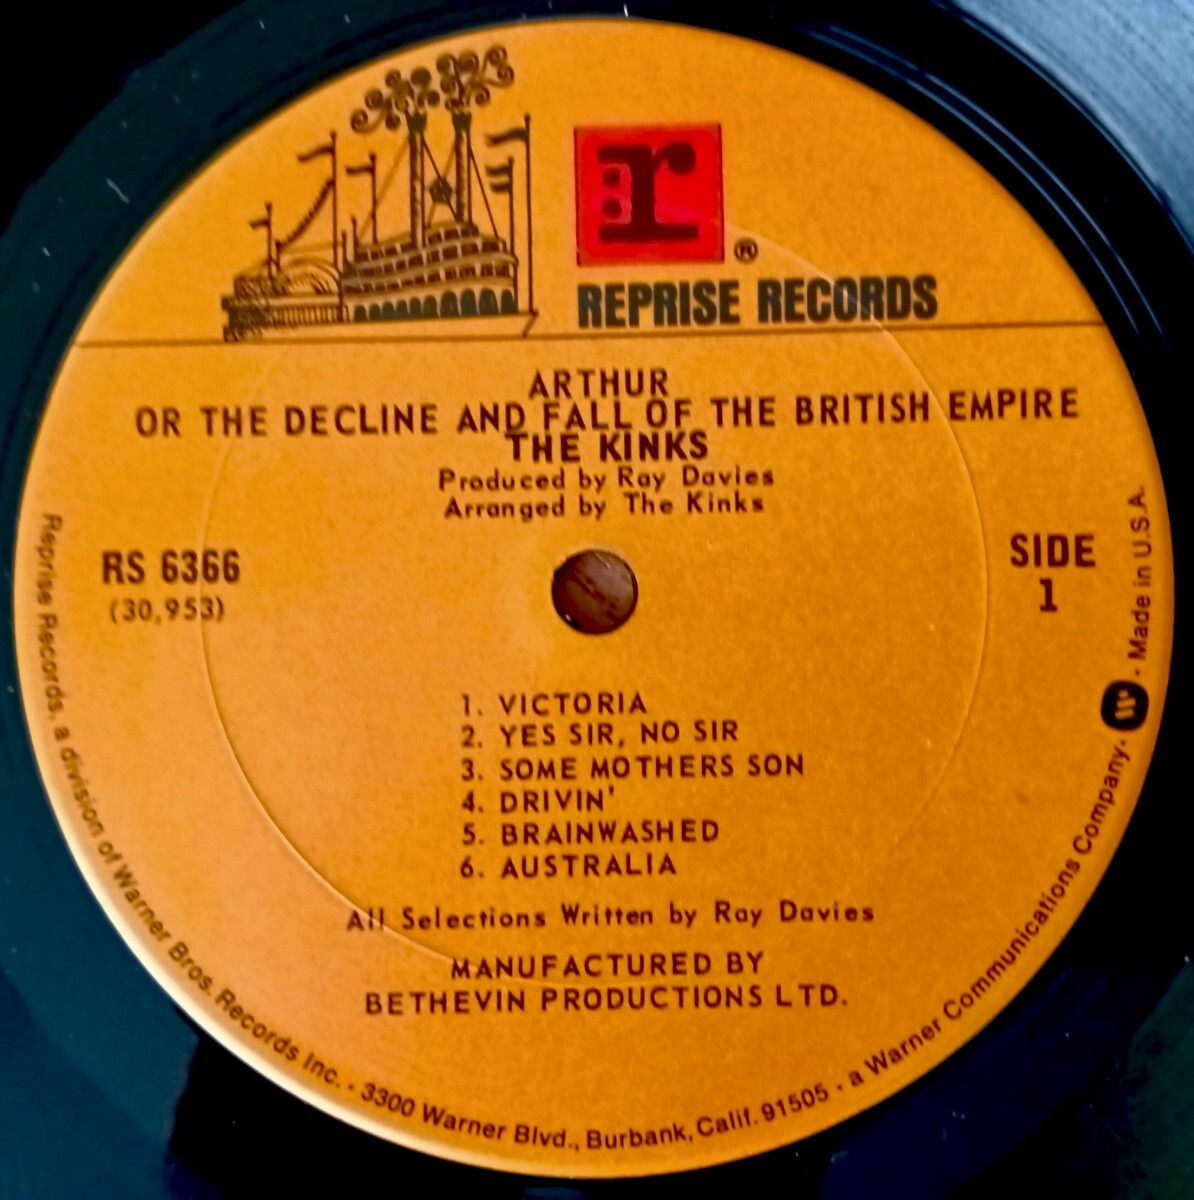 r
®
REPRISE RECORDS
ARTHUR
OR THE DECLINE AND FALL OF THE BRITISH EMPIRE
THE KINKS
Produced by Ray Davies
Arranged by The Kinks
RS 6366
(30,953)
SIDE
1
1. VICTORIA
2. YES SIR, NO SIR
3. SOME MOTHERS SON
4. DRIVIN'
5. BRAINWASHED
6. AUSTRALIA
All Selections Written by Ray Davies
MANUFACTURED BY
BETHEVIN PRODUCTIONS LTD.
Reprise Records, a division of Warner Bros. Records Inc. • 3300 Warner Blvd., Burbank, Calif. 91505 • a Warner Communications Company • W • Made in U.S.A.